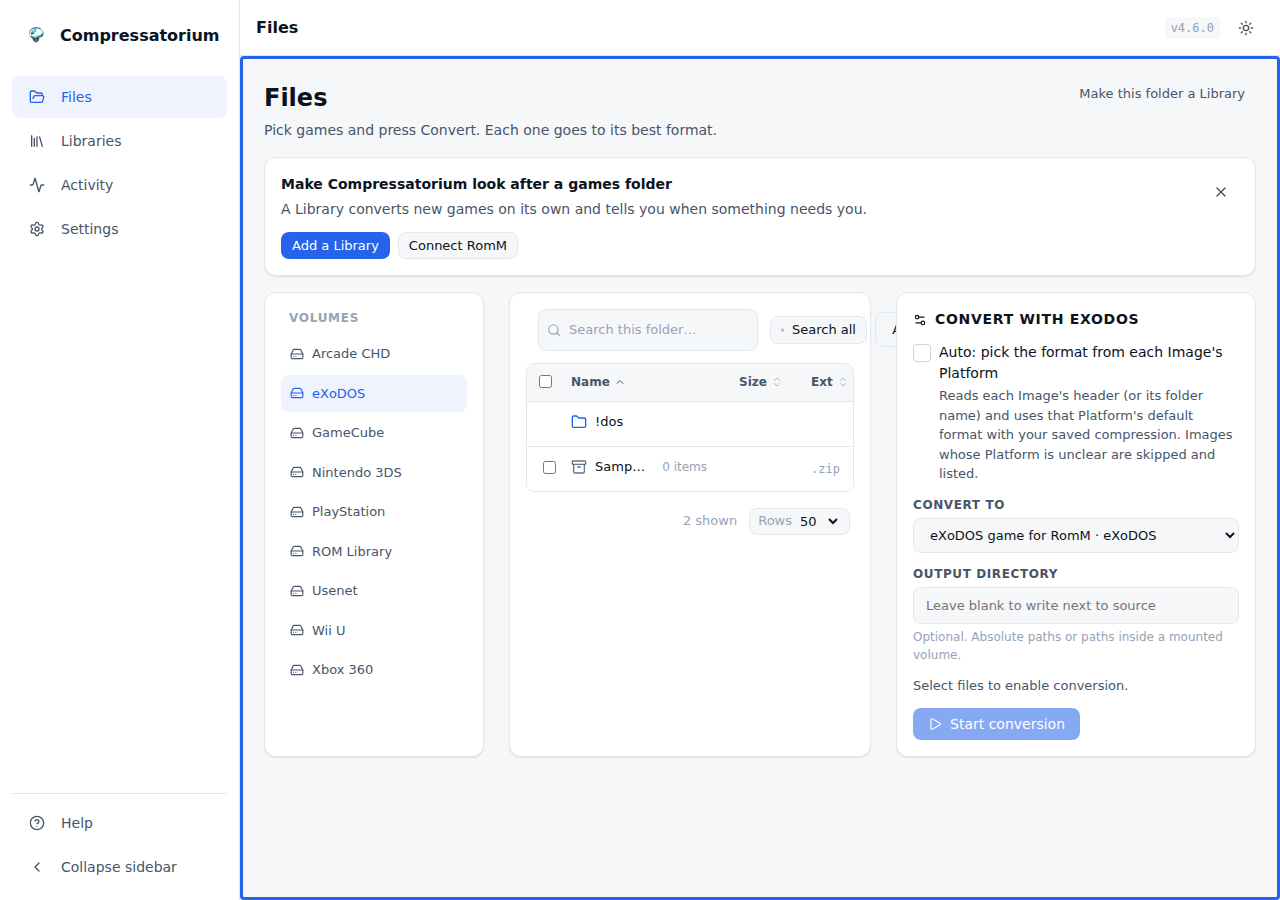 Compressatorium
Files
Libraries
Activity
Settings
Help
Collapse sidebar
Files
v4.6.0
Files
Make this folder a Library
Pick games and press Convert. Each one goes to its best format.
Make Compressatorium look after a games folder
A Library converts new games on its own and tells you when something needs you.
Add a Library
Connect RomM
VOLUMES
Arcade CHD
eXoDOS
GameCube
Nintendo 3DS
PlayStation
ROM Library
Usenet
Wii U
Xbox 360
Search this folder…
Search all
Name
Size
Ext
!dos
Samp…
0 items
.zip
2 shown
Rows 50
CONVERT WITH EXODOS
Auto: pick the format from each Image's
Platform
Reads each Image's header (or its folder
name) and uses that Platform's default
format with your saved compression. Images
whose Platform is unclear are skipped and
listed.
CONVERT TO
eXoDOS game for RomM · eXoDOS
OUTPUT DIRECTORY
Leave blank to write next to source
Optional. Absolute paths or paths inside a mounted
volume.
Select files to enable conversion.
Start conversion